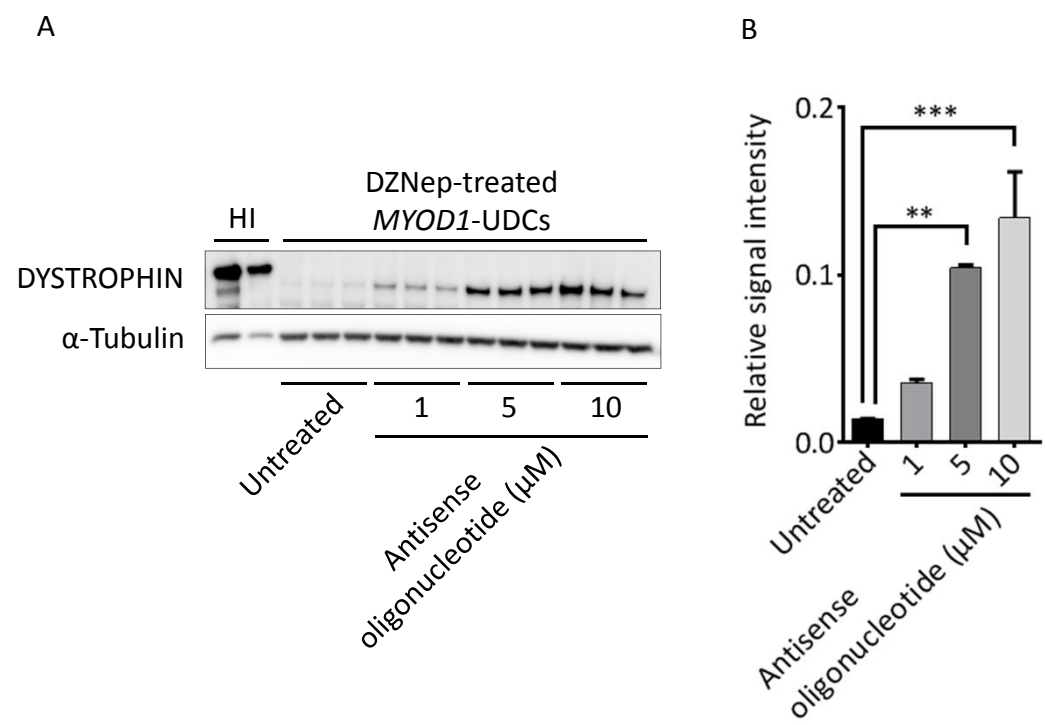 A
DZNep-treated
HI
MYOD1-UDCs
DYSTROPHIN
α-Tubulin
Untreated
1
5
10
Antisense
oligonucleotide (μM)
B
Relative signal intensity
0.2
0.1
0.0
***
**
Untreated
1
5
10
Antisense
oligonucleotide (μM)